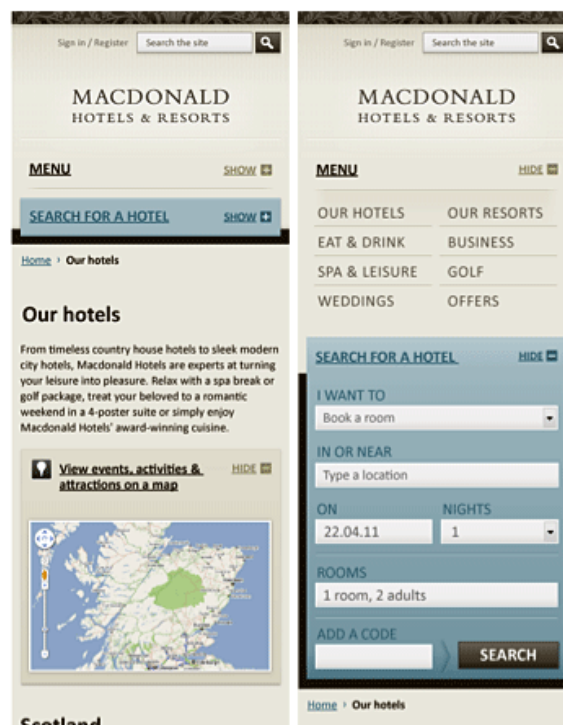 Sign in / Register
Search the site
MACDONALD
HOTELS & RESORTS
MENU
SHOW
SEARCH FOR A HOTEL
SHOW
Home › Our hotels
Our hotels
From timeless country house hotels to sleek modern
city hotels, Macdonald Hotels are experts at turning
your leisure into pleasure. Relax with a spa break or
golf package, treat your beloved to a romantic
weekend in a 4-poster suite or simply enjoy
Macdonald Hotels' award-winning cuisine.
View events, activities &
attractions on a map
HIDE
Scotland
Sign in / Register
Search the site
MACDONALD
HOTELS & RESORTS
MENU
HIDE
OUR HOTELS
OUR RESORTS
EAT & DRINK
BUSINESS
SPA & LEISURE
GOLF
WEDDINGS
OFFERS
SEARCH FOR A HOTEL
HIDE
I WANT TO
Book a room
IN OR NEAR
Type a location
ON
NIGHTS
22.04.11
1
ROOMS
1 room, 2 adults
ADD A CODE
SEARCH
Home › Our hotels